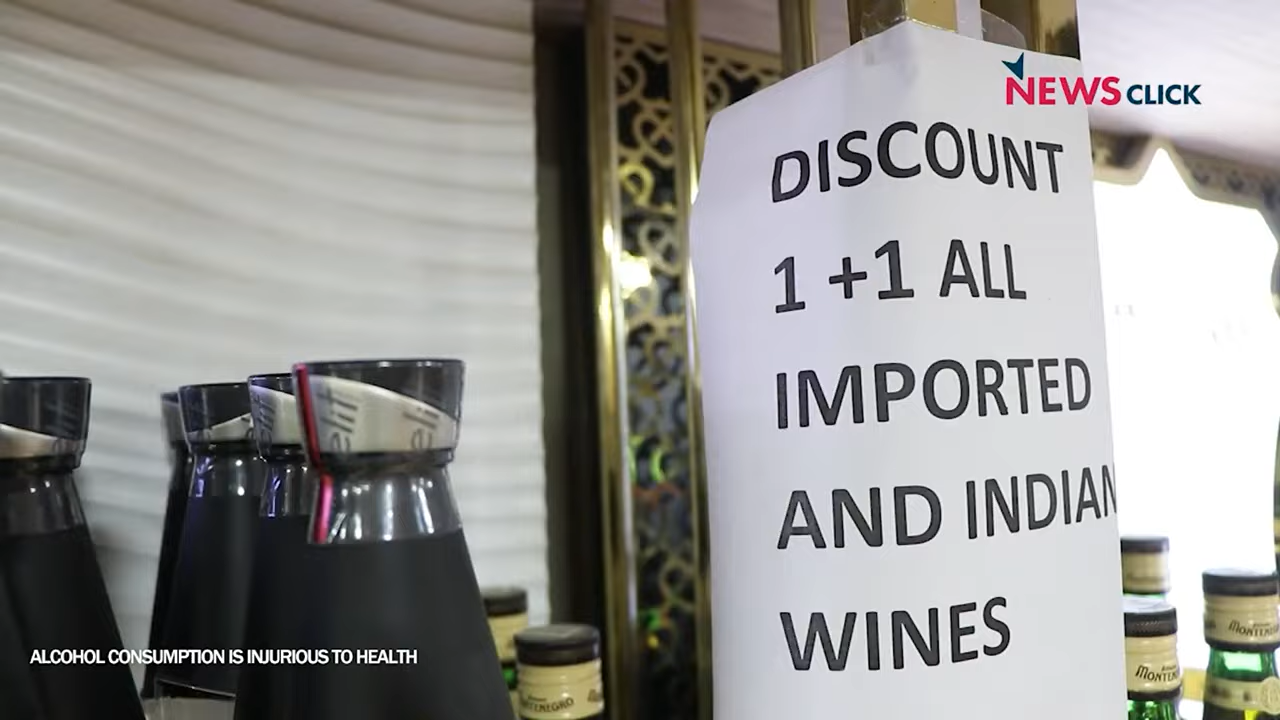 NEWSCLICK
DISCOUNT
1 +1 ALL
IMPORTED
AND INDIAN
WINES
ALCOHOL CONSUMPTION IS INJURIOUS TO HEALTH